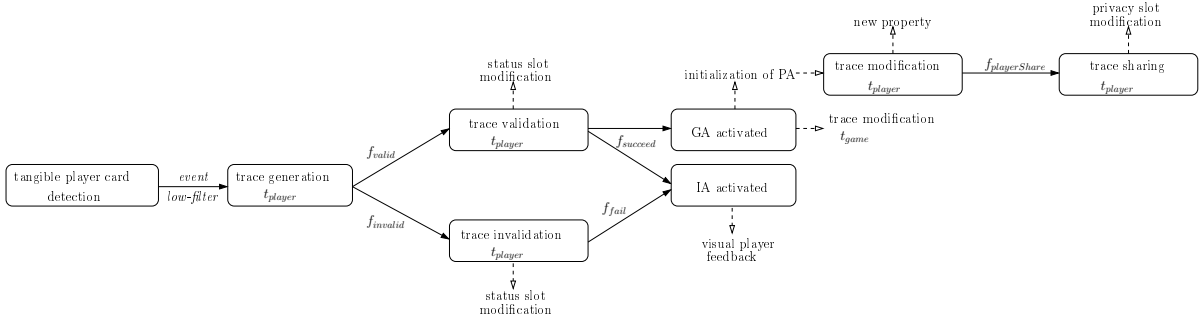 tangible player card
detection
event
low-filter
trace generation
t_player
f_valid
f_invalid
status slot
modification
trace validation
t_player
trace invalidation
t_player
status slot
modification
f_succeed
f_fail
initialization of PA
GA activated
IA activated
visual player
feedback
new property
trace modification
t_player
trace modification
t_game
f_playerShare
privacy slot
modification
trace sharing
t_player